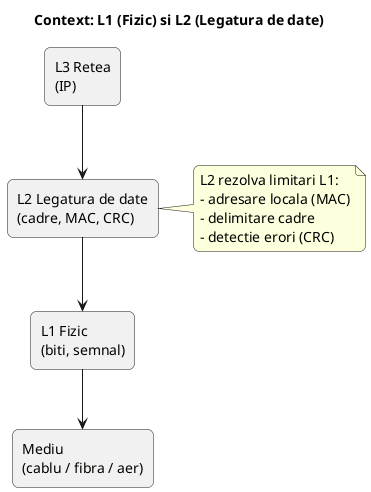 Context: L1 (Fizic) si L2 (Legatura de date)
L3 Retea
(IP)
L2 Legatura de date
(cadre, MAC, CRC)
L2 rezolva limitari L1:
- adresare locala (MAC)
- delimitare cadre
- detectie erori (CRC)
L1 Fizic
(biti, semnal)
Mediu
(cablu / fibra / aer)